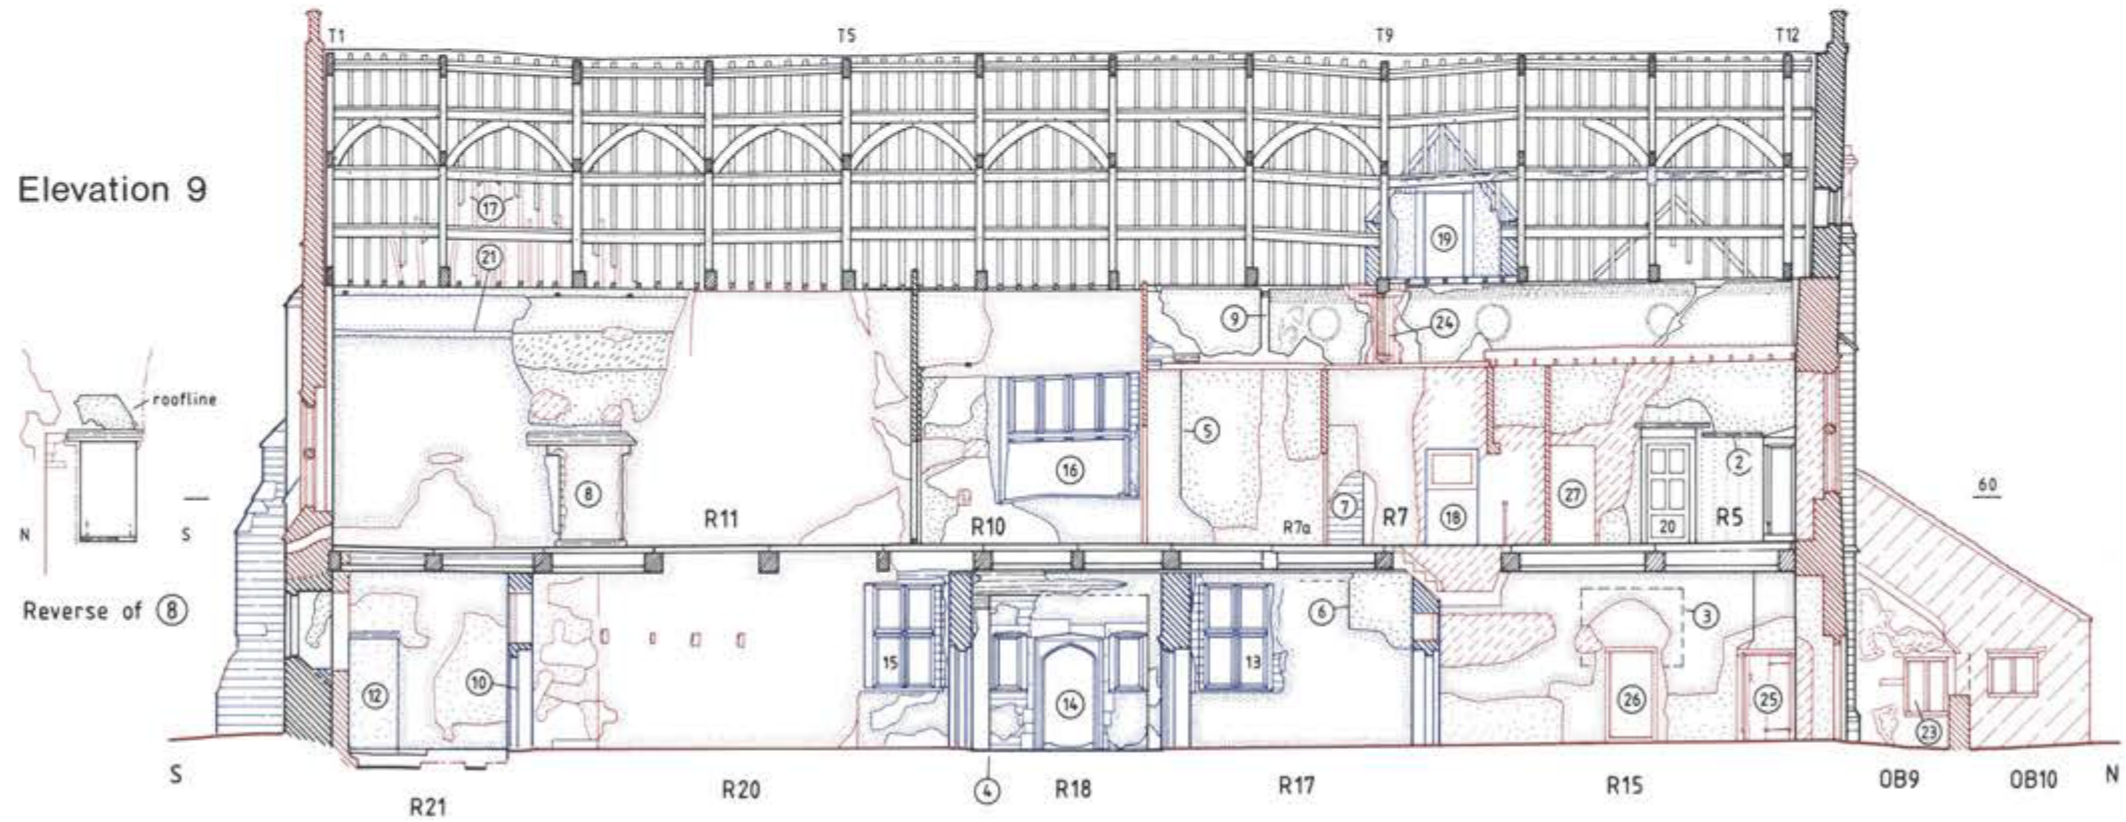 T1 T5 T9 T12
Elevation 9
17
19
21
9
24
roofline
5
2
16
8
7
18
27
20
60
N S
R11
R10
R7a
R7
R5
Reverse of 8
6
3
15
13
12
10
14
26
25
23
S
R21
R20
4
R18
R17
R15
OB9
OB10
N